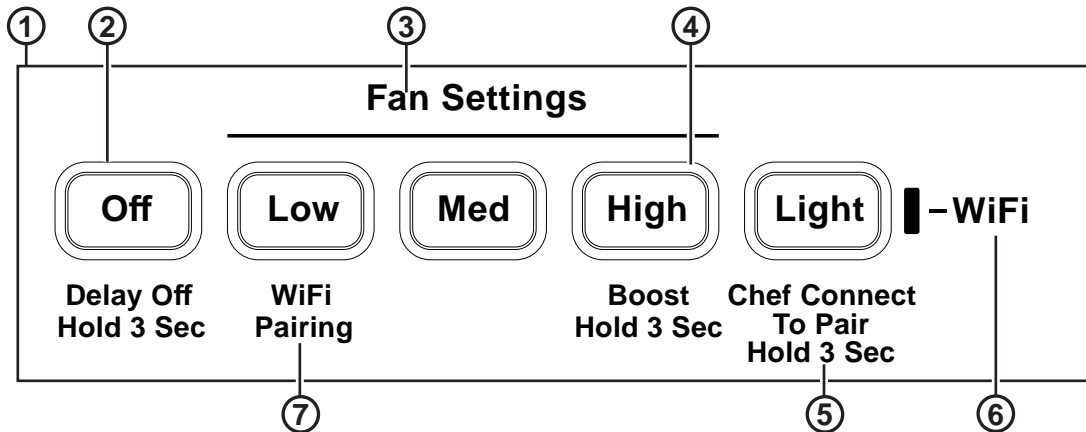 1 2 3 4
Fan Settings
Off Low Med High Light -WiFi
Delay Off
Hold 3 Sec
WiFi
Pairing
Boost
Hold 3 Sec
Chef Connect
To Pair
Hold 3 Sec
7 5 6